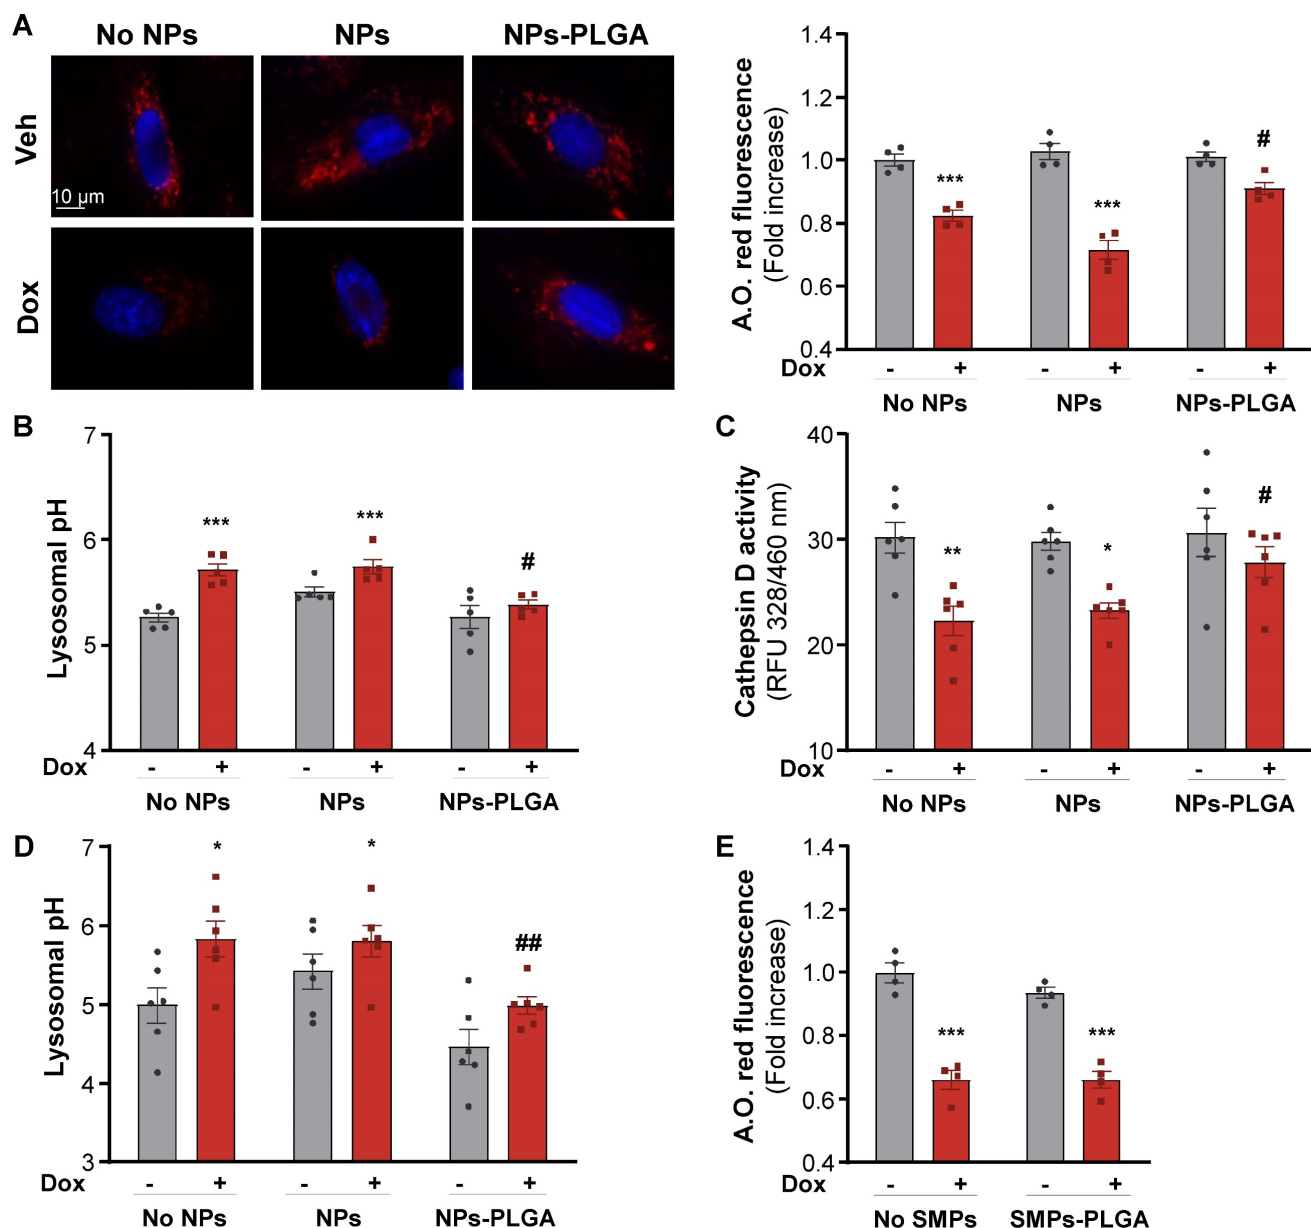 A
No NPs NPs NPs-PLGA
Veh
10 µm
Dox
A.O. red fluorescence
(Fold increase)
1.4
1.2
1.0
0.8
0.6
0.4
***
***
#
Dox - + - + - +
No NPs NPs NPs-PLGA
B
Lysosomal pH
7
6
5
4
***
***
#
Dox - + - + - +
No NPs NPs NPs-PLGA
C
Cathepsin D activity
(RFU 328/460 nm)
40
30
20
10
**
*
#
Dox - + - + - +
No NPs NPs NPs-PLGA
D
Lysosomal pH
7
6
5
4
3
*
*
##
Dox - + - + - +
No NPs NPs NPs-PLGA
E
A.O. red fluorescence
(Fold increase)
1.4
1.2
1.0
0.8
0.6
0.4
***
***
Dox - + - +
No SMPs SMPs-PLGA